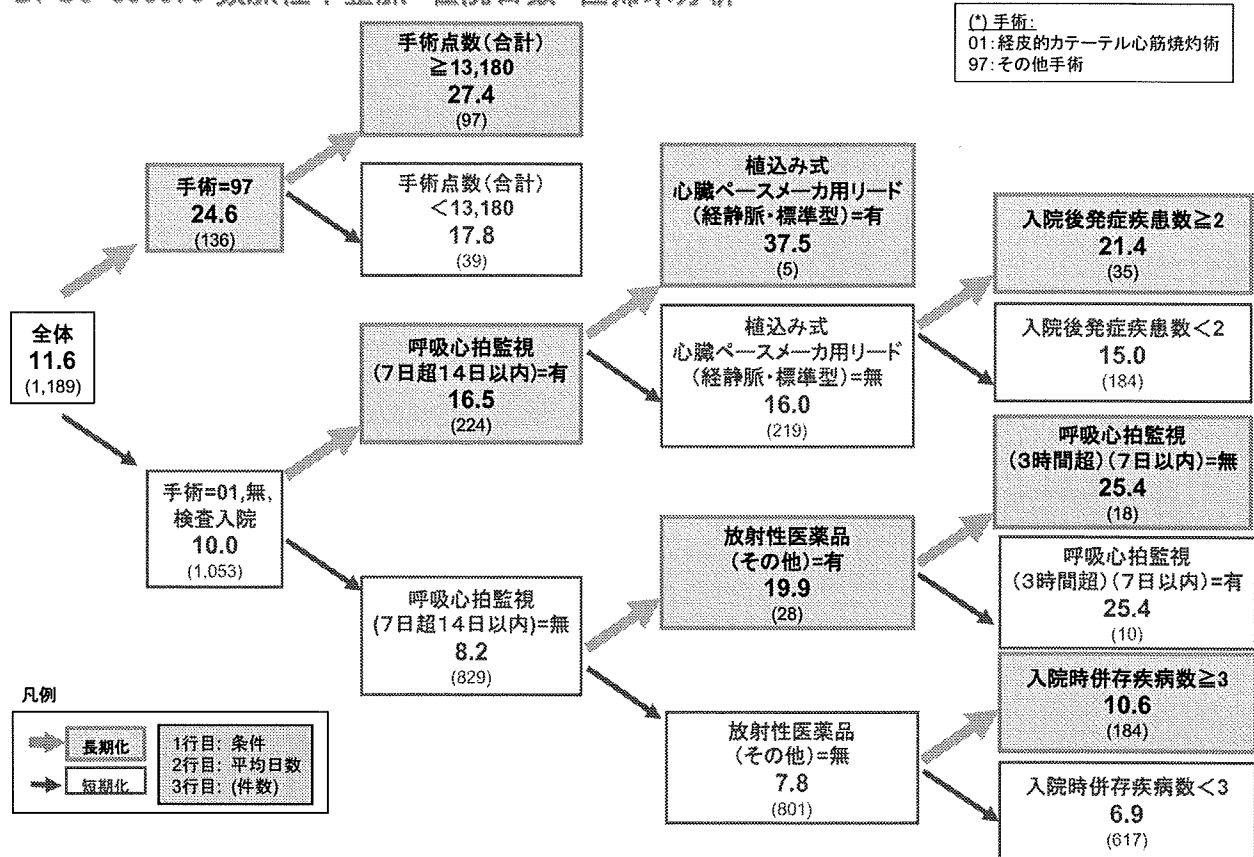 (*) 手術:
01:経皮的カテーテル心筋焼灼術
97:その他手術
全体
11.6
(1,189)
手術=97
24.6
(136)
手術=01,無、
検査入院
10.0
(1,053)
手術点数(合計)
≧13,180
27.4
(97)
手術点数(合計)
<13,180
17.8
(39)
呼吸心拍監視
(7日超14日以内)=有
16.5
(224)
呼吸心拍監視
(7日超14日以内)=無
8.2
(829)
植込み式
心臓ペースメーカ用リード
(経静脈・標準型)=有
37.5
(5)
植込み式
心臓ペースメーカ用リード
(経静脈・標準型)=無
16.0
(219)
放射性医薬品
(その他)=有
19.9
(28)
放射性医薬品
(その他)=無
7.8
(801)
入院後発症疾患数≧2
21.4
(35)
入院後発症疾患数<2
15.0
(184)
呼吸心拍監視
(3時間超)(7日以内)=無
25.4
(18)
呼吸心拍監視
(3時間超)(7日以内)=有
25.4
(10)
入院時併存疾病数≧3
10.6
(184)
入院時併存疾病数<3
6.9
(617)
凡例
長期化
短期化
1行目: 条件
2行目: 平均日数
3行目: (件数)